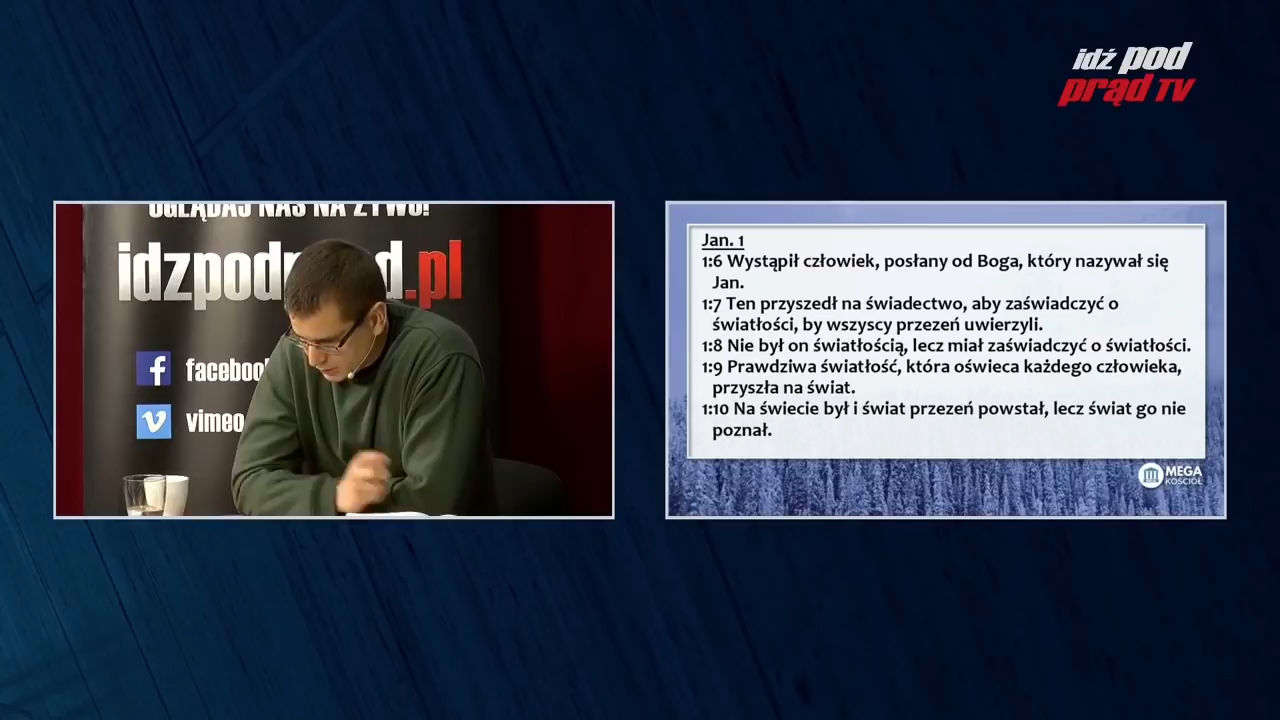 idź pod
prąd TV
OGLĄDAJ NAS NA ŻYWO!
.pl
facebook
vimeo
Jan. 1
1:6 Wystąpił człowiek, posłany od Boga, który nazywał się
Jan.
1:7 Ten przyszedł na świadectwo, aby zaświadczyć o
światłości, by wszyscy przezeń uwierzyli.
1:8 Nie był on światłością, lecz miał zaświadczyć o światłości.
1:9 Prawdziwa światłość, która oświeca każdego człowieka,
przyszła na świat.
1:10 Na świecie był i świat przezeń powstał, lecz świat go nie
poznał.
MEGA
KOŚCIÓŁ